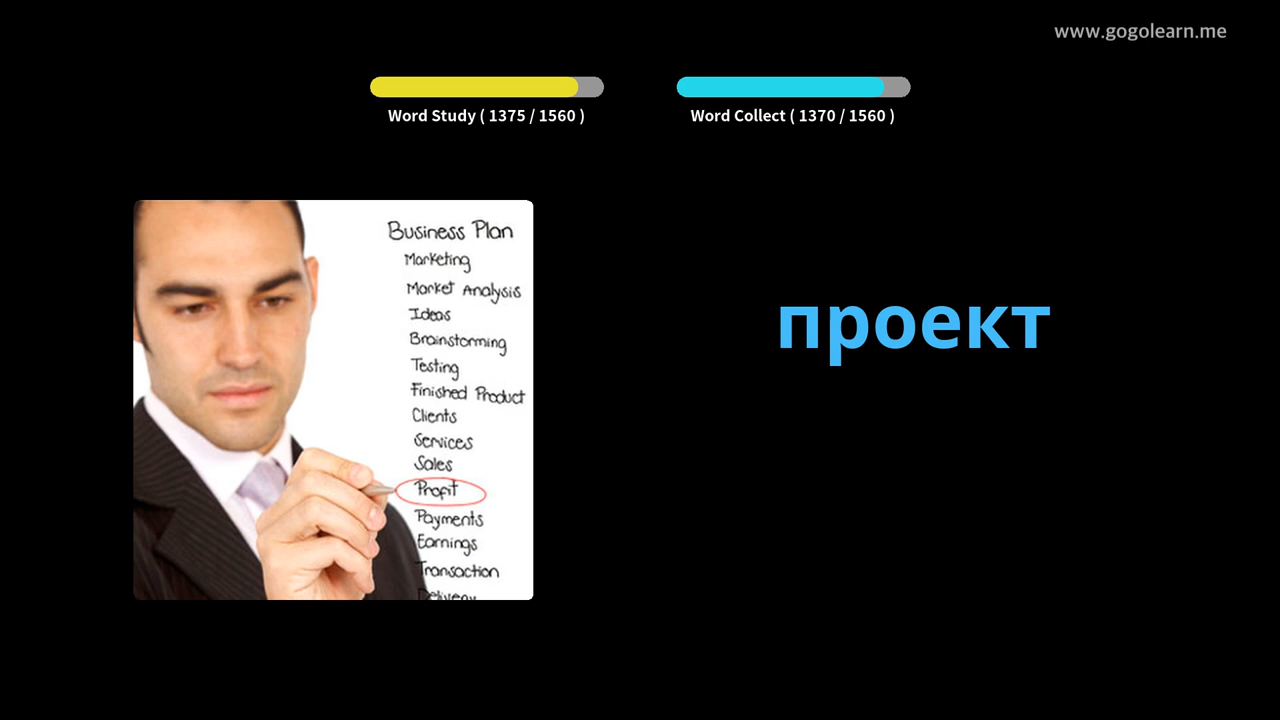 www.gogolearn.me
Word Study ( 1375 / 1560 )
Word Collect ( 1370 / 1560 )
Business Plan
Marketing
Market Analysis
Ideas
Brainstorming
Testing
Finished Product
Clients
Services
Sales
Profit
Payments
Earnings
Transaction
Delivery
проект